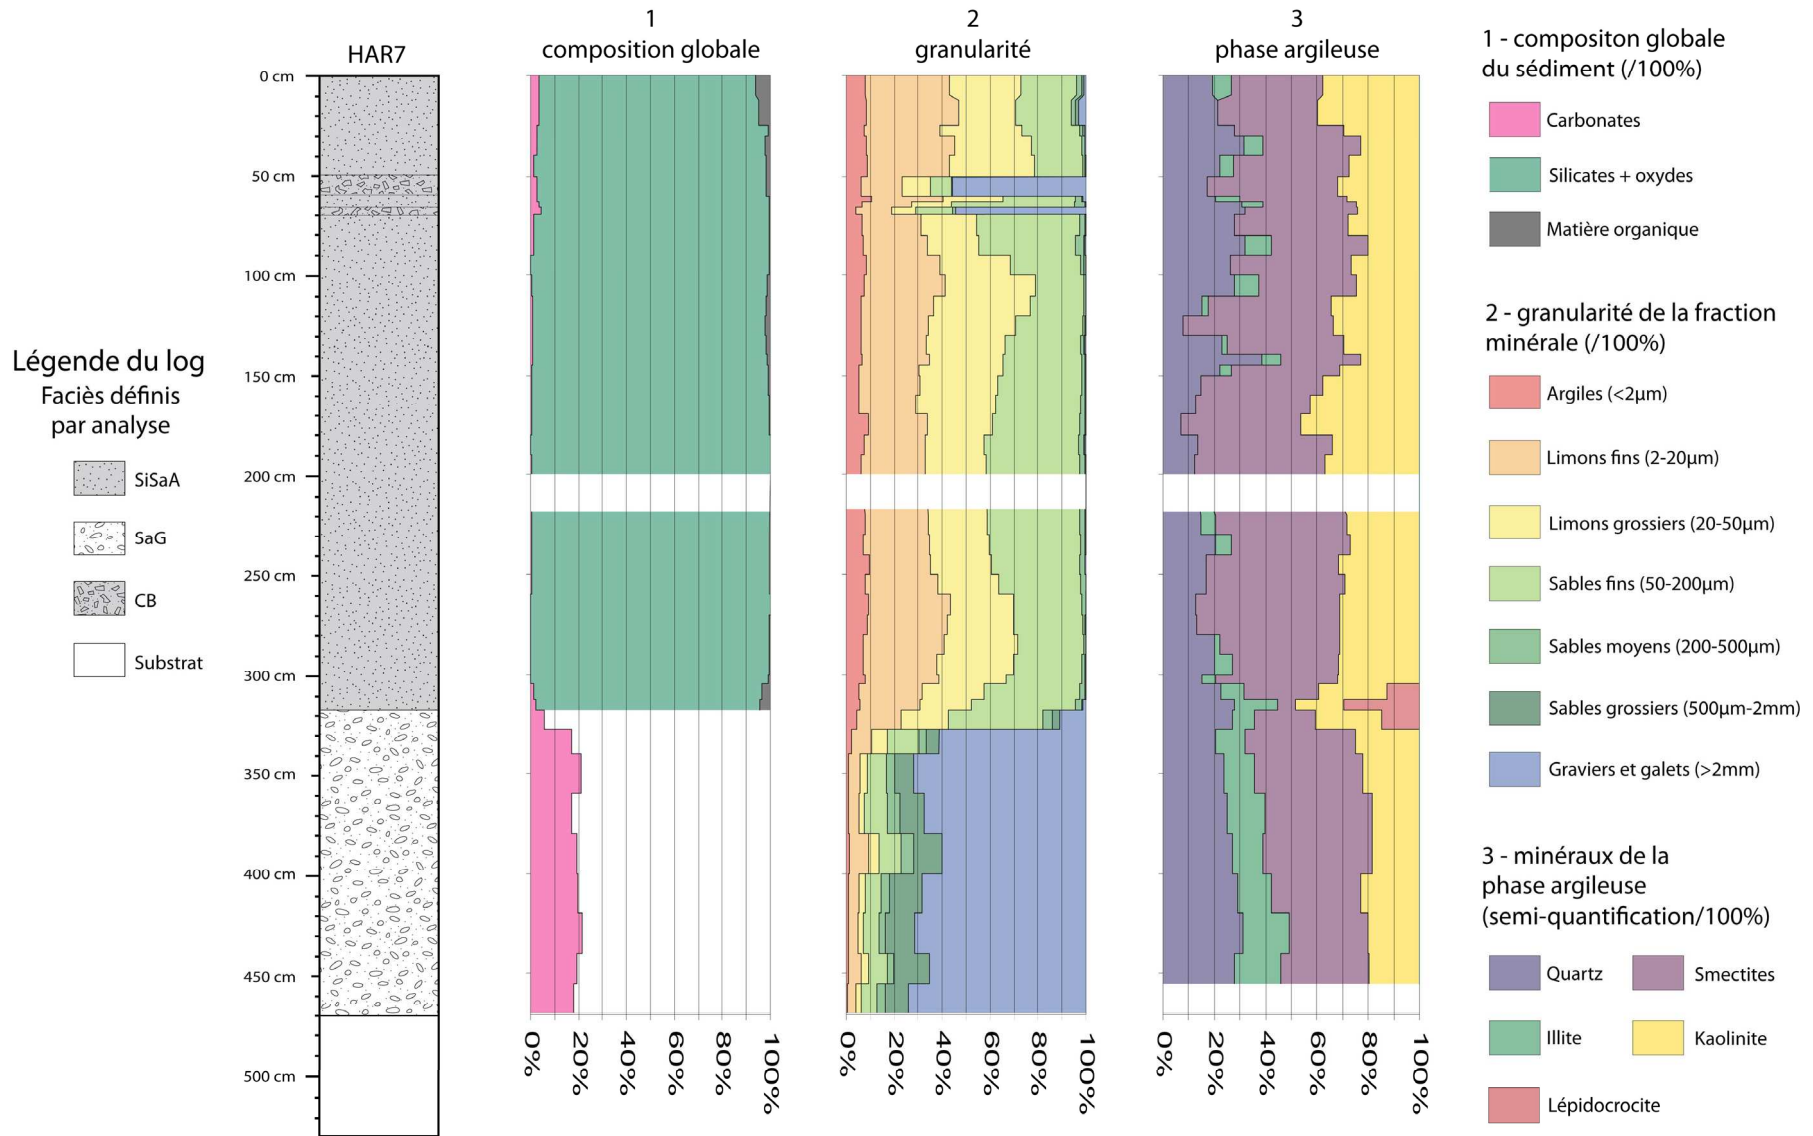 HAR7
1
composition globale
2
granularité
3
phase argileuse
0 cm
50 cm
100 cm
150 cm
200 cm
250 cm
300 cm
350 cm
400 cm
450 cm
500 cm
Légende du log
Faciès définis
par analyse
SiSaA
SaG
CB
Substrat
0%
20%
40%
60%
80%
100%
0%
20%
40%
60%
80%
100%
0%
20%
40%
60%
80%
100%
1 - compositon globale
du sédiment (/100%)
Carbonates
Silicates + oxydes
Matière organique
2 - granularité de la fraction
minérale (/100%)
Argiles (<2µm)
Limons fins (2-20µm)
Limons grossiers (20-50µm)
Sables fins (50-200µm)
Sables moyens (200-500µm)
Sables grossiers (500µm-2mm)
Graviers et galets (>2mm)
3 - minéraux de la
phase argileuse
(semi-quantification/100%)
Quartz
Smectites
Illite
Kaolinite
Lépidocrocite